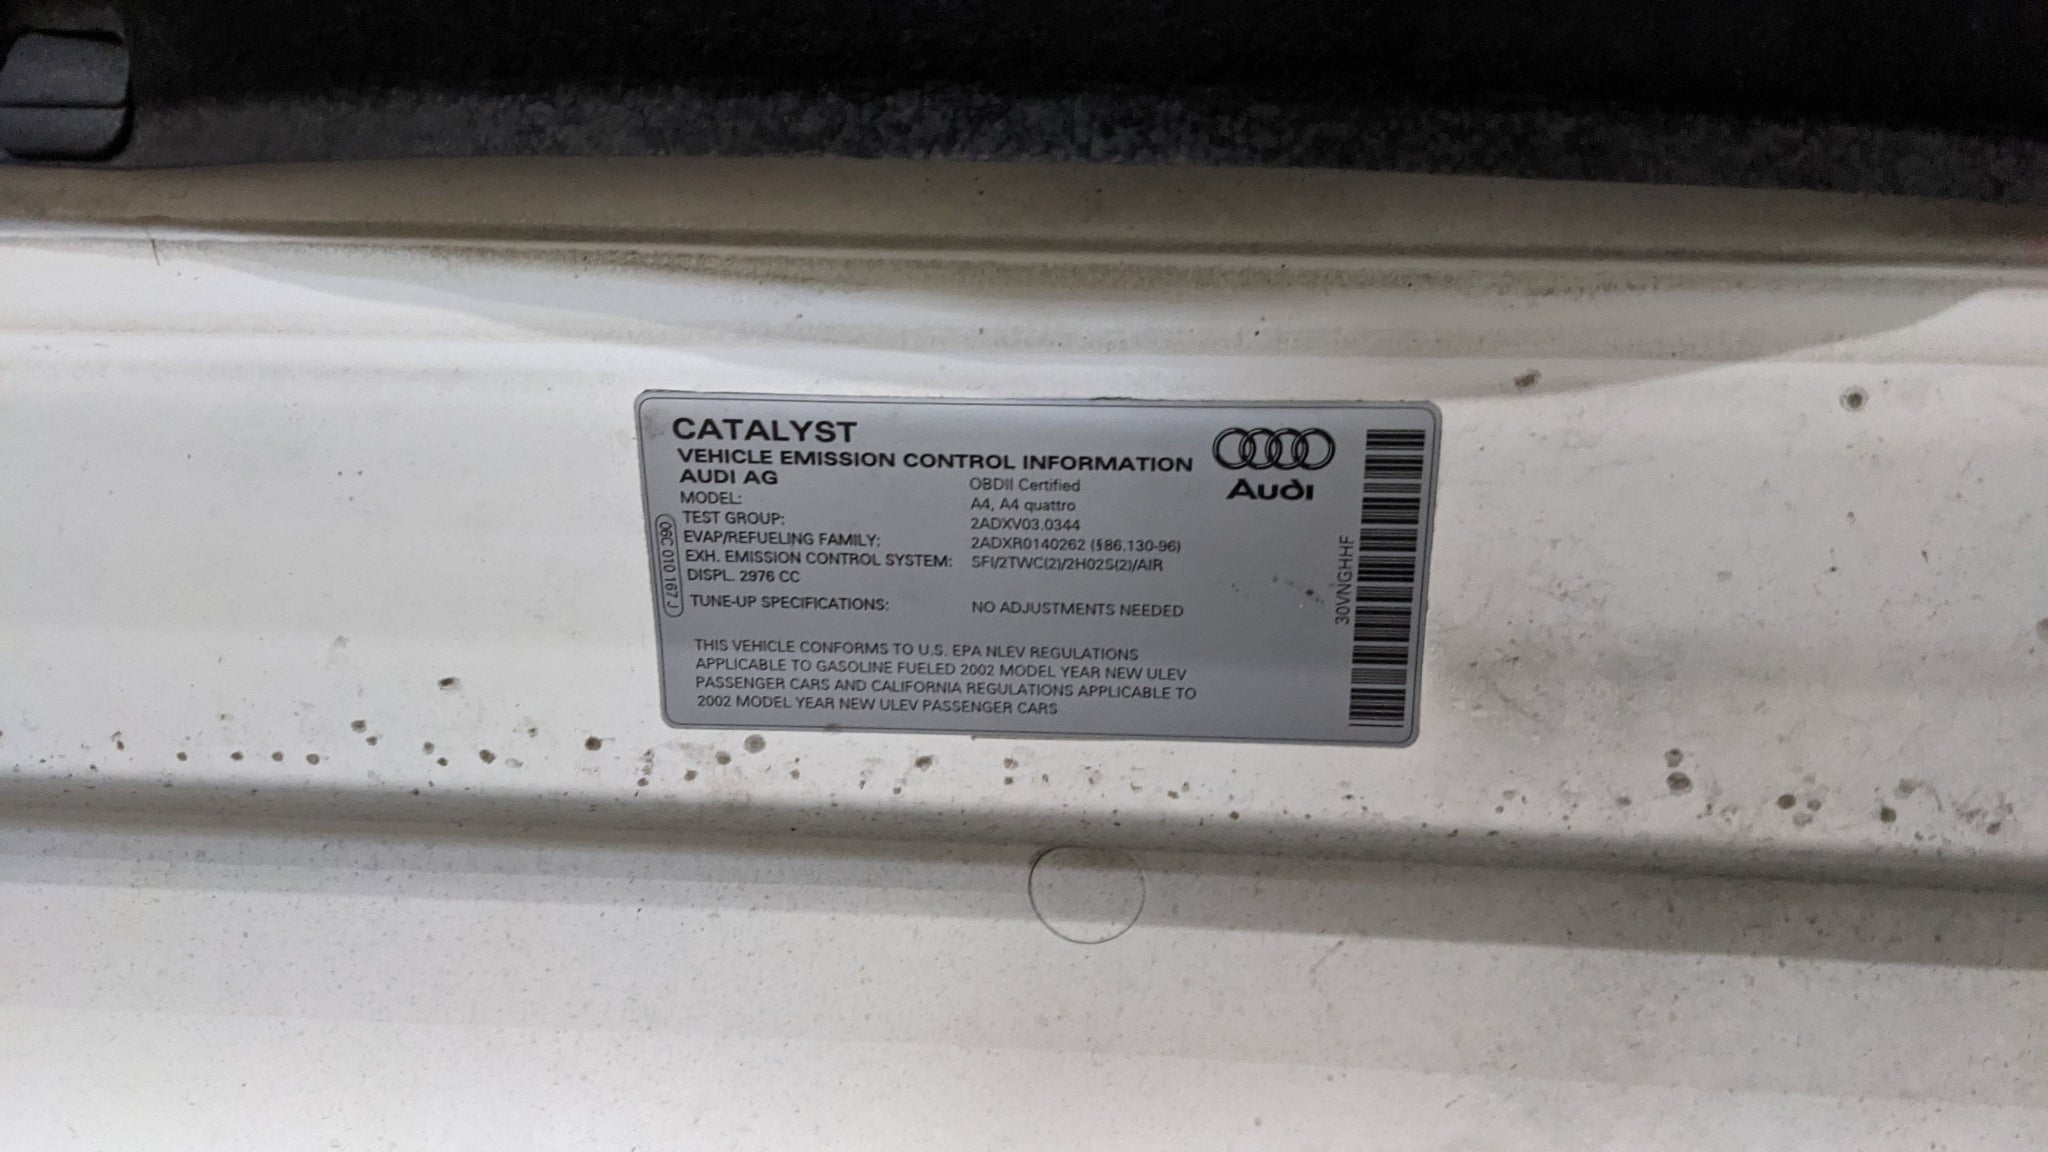 CATALYST
VEHICLE EMISSION CONTROL INFORMATION
AUDI AG
OBDII Certified
MODEL: A4, A4 quattro
TEST GROUP: 2ADXV03.0344
EVAP/REFUELING FAMILY: 2ADXR0140262 (§86.130-96)
EXH. EMISSION CONTROL SYSTEM: SFI/2TWC(2)/2HO2S(2)/AIR
DISPL. 2976 CC
TUNE-UP SPECIFICATIONS: NO ADJUSTMENTS NEEDED
THIS VEHICLE CONFORMS TO U.S. EPA NLEV REGULATIONS
APPLICABLE TO GASOLINE FUELED 2002 MODEL YEAR NEW ULEV
PASSENGER CARS AND CALIFORNIA REGULATIONS APPLICABLE TO
2002 MODEL YEAR NEW ULEV PASSENGER CARS
06C 010 167 J
Audi
30VNGHHF